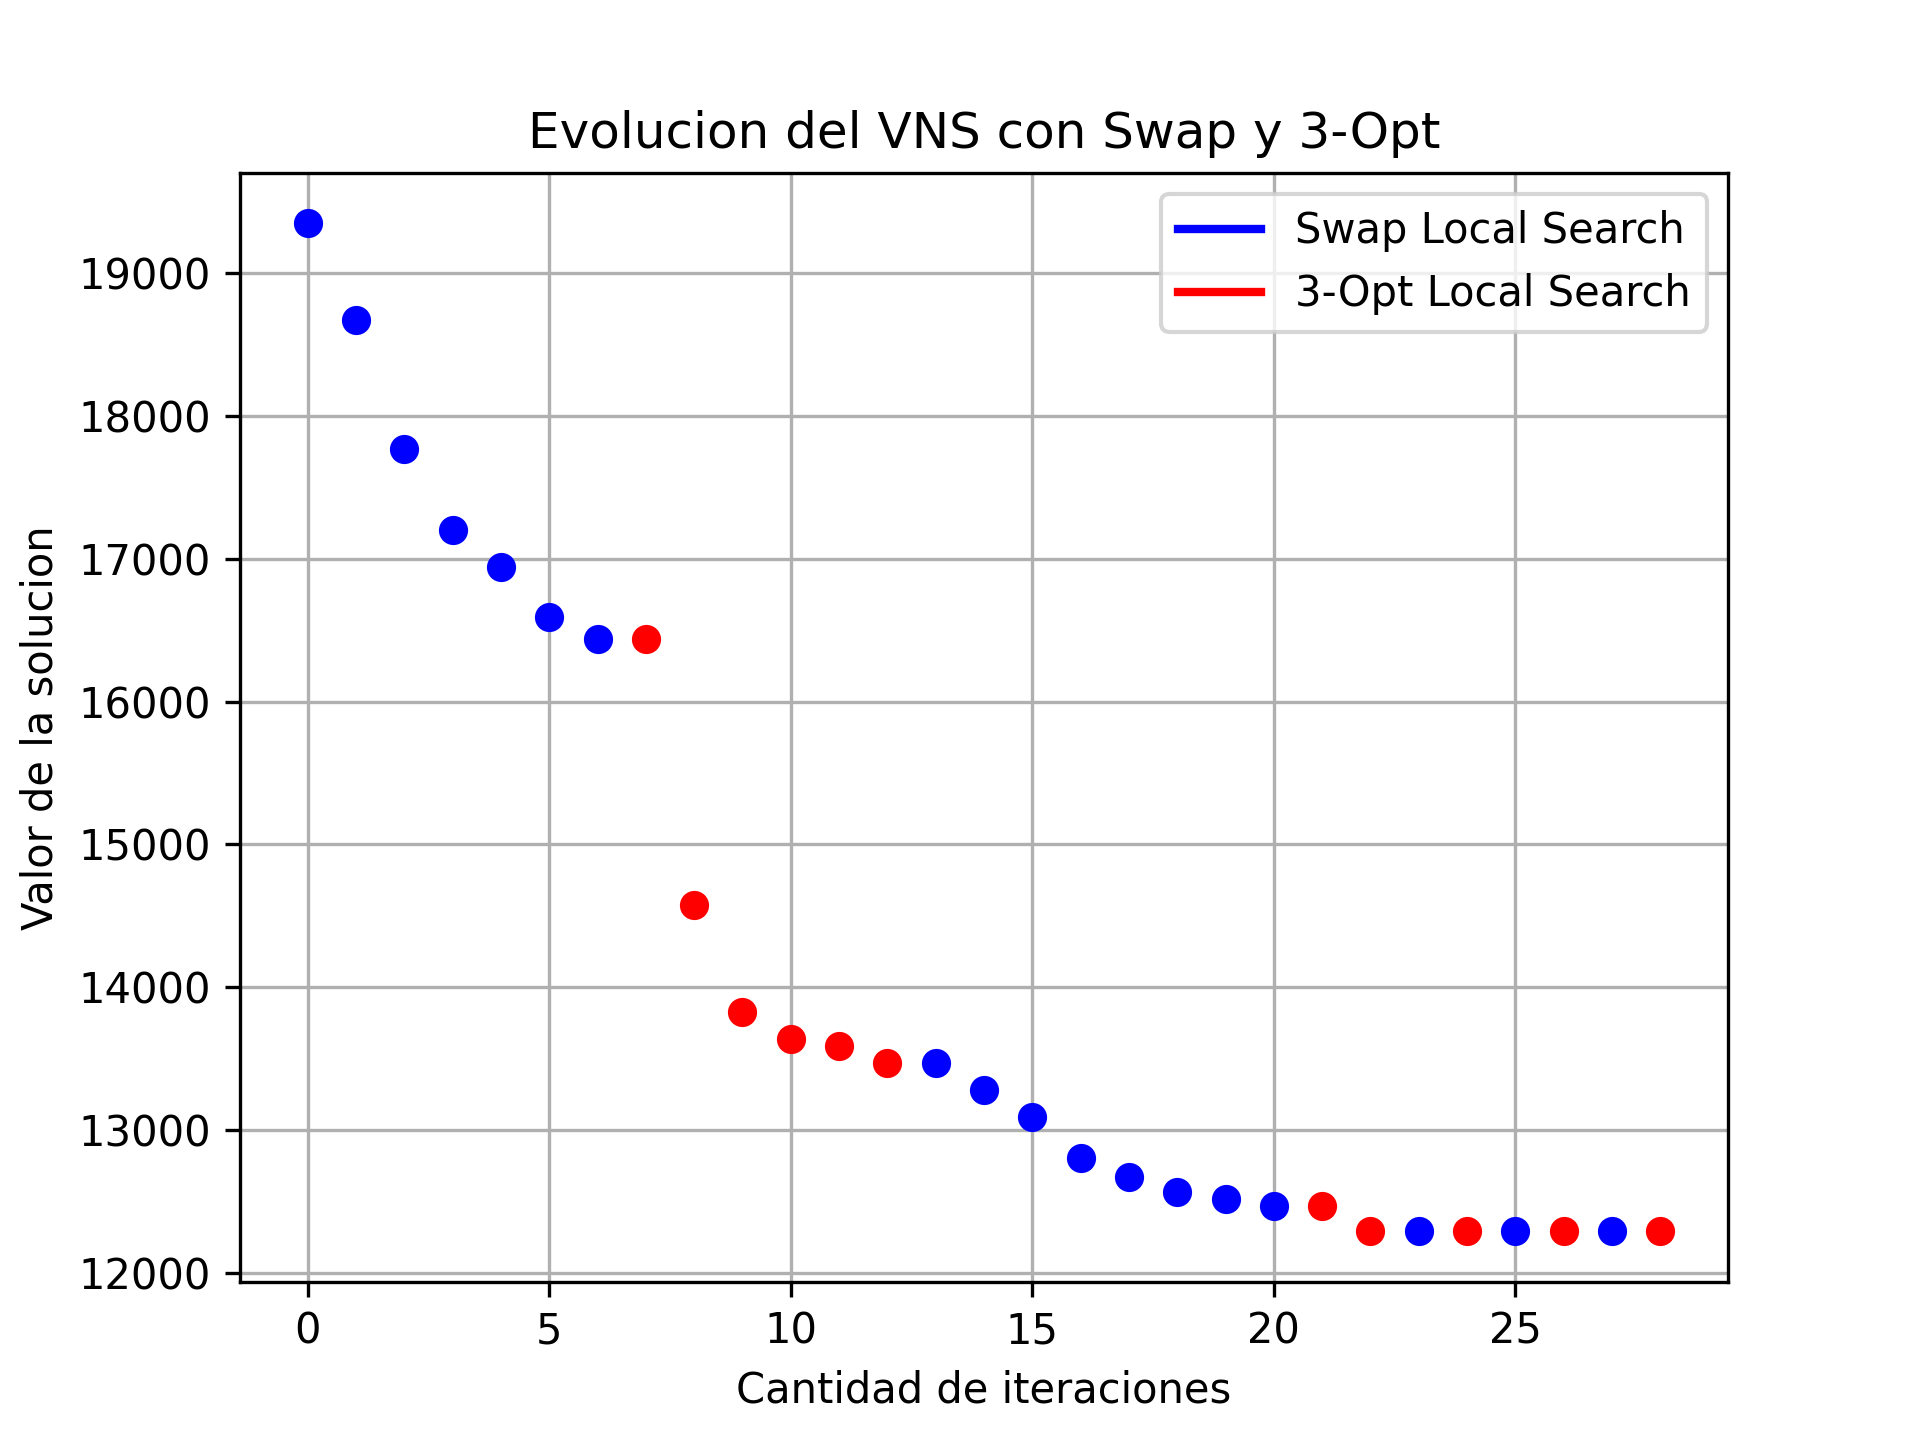 Evolucion del VNS con Swap y 3-Opt
Swap Local Search
3-Opt Local Search
Valor de la solucion
19000
18000
17000
16000
15000
14000
13000
12000
0 5 10 15 20 25
Cantidad de iteraciones